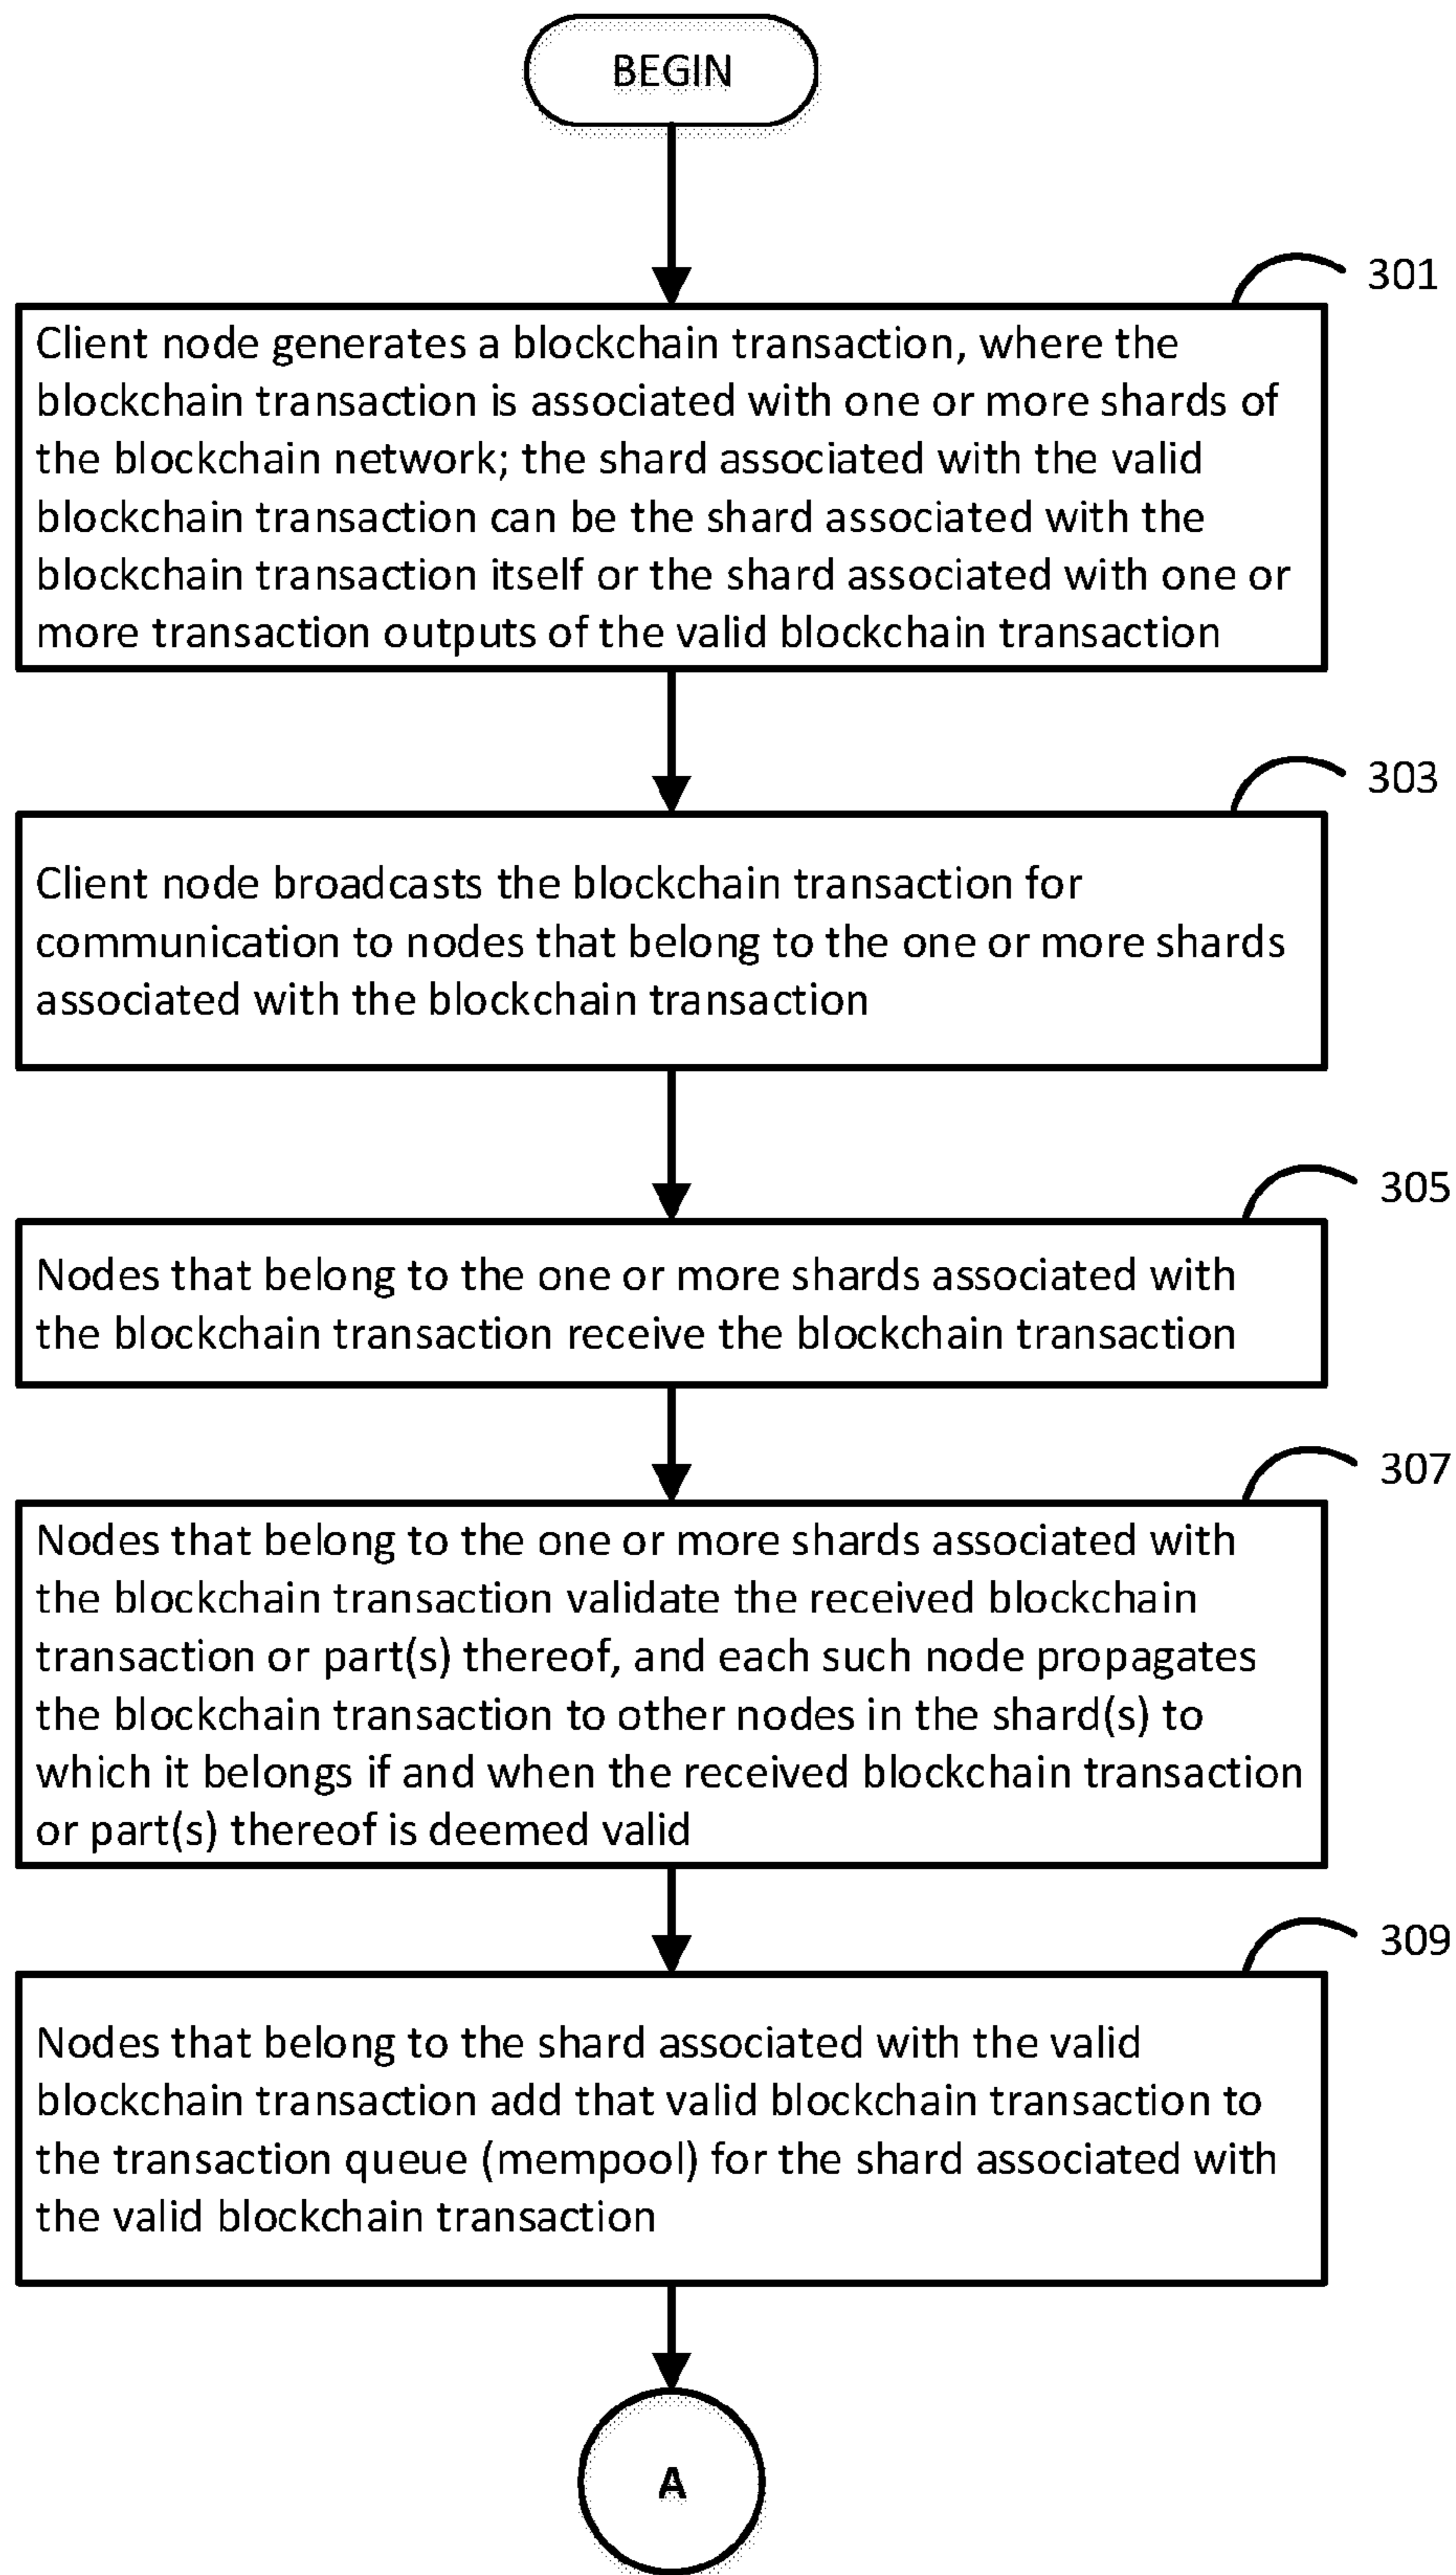 BEGIN
301
Client node generates a blockchain transaction, where the
blockchain transaction is associated with one or more shards of
the blockchain network; the shard associated with the valid
blockchain transaction can be the shard associated with the
blockchain transaction itself or the shard associated with one or
more transaction outputs of the valid blockchain transaction
303
Client node broadcasts the blockchain transaction for
communication to nodes that belong to the one or more shards
associated with the blockchain transaction
305
Nodes that belong to the one or more shards associated with
the blockchain transaction receive the blockchain transaction
307
Nodes that belong to the one or more shards associated with
the blockchain transaction validate the received blockchain
transaction or part(s) thereof, and each such node propagates
the blockchain transaction to other nodes in the shard(s) to
which it belongs if and when the received blockchain transaction
or part(s) thereof is deemed valid
309
Nodes that belong to the shard associated with the valid
blockchain transaction add that valid blockchain transaction to
the transaction queue (mempool) for the shard associated with
the valid blockchain transaction
A